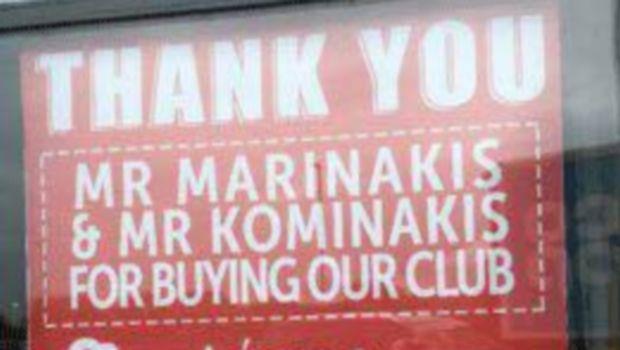 THANK YOU
MR MARINAKIS
& MR KOMINAKIS
FOR BUYING OUR CLUB